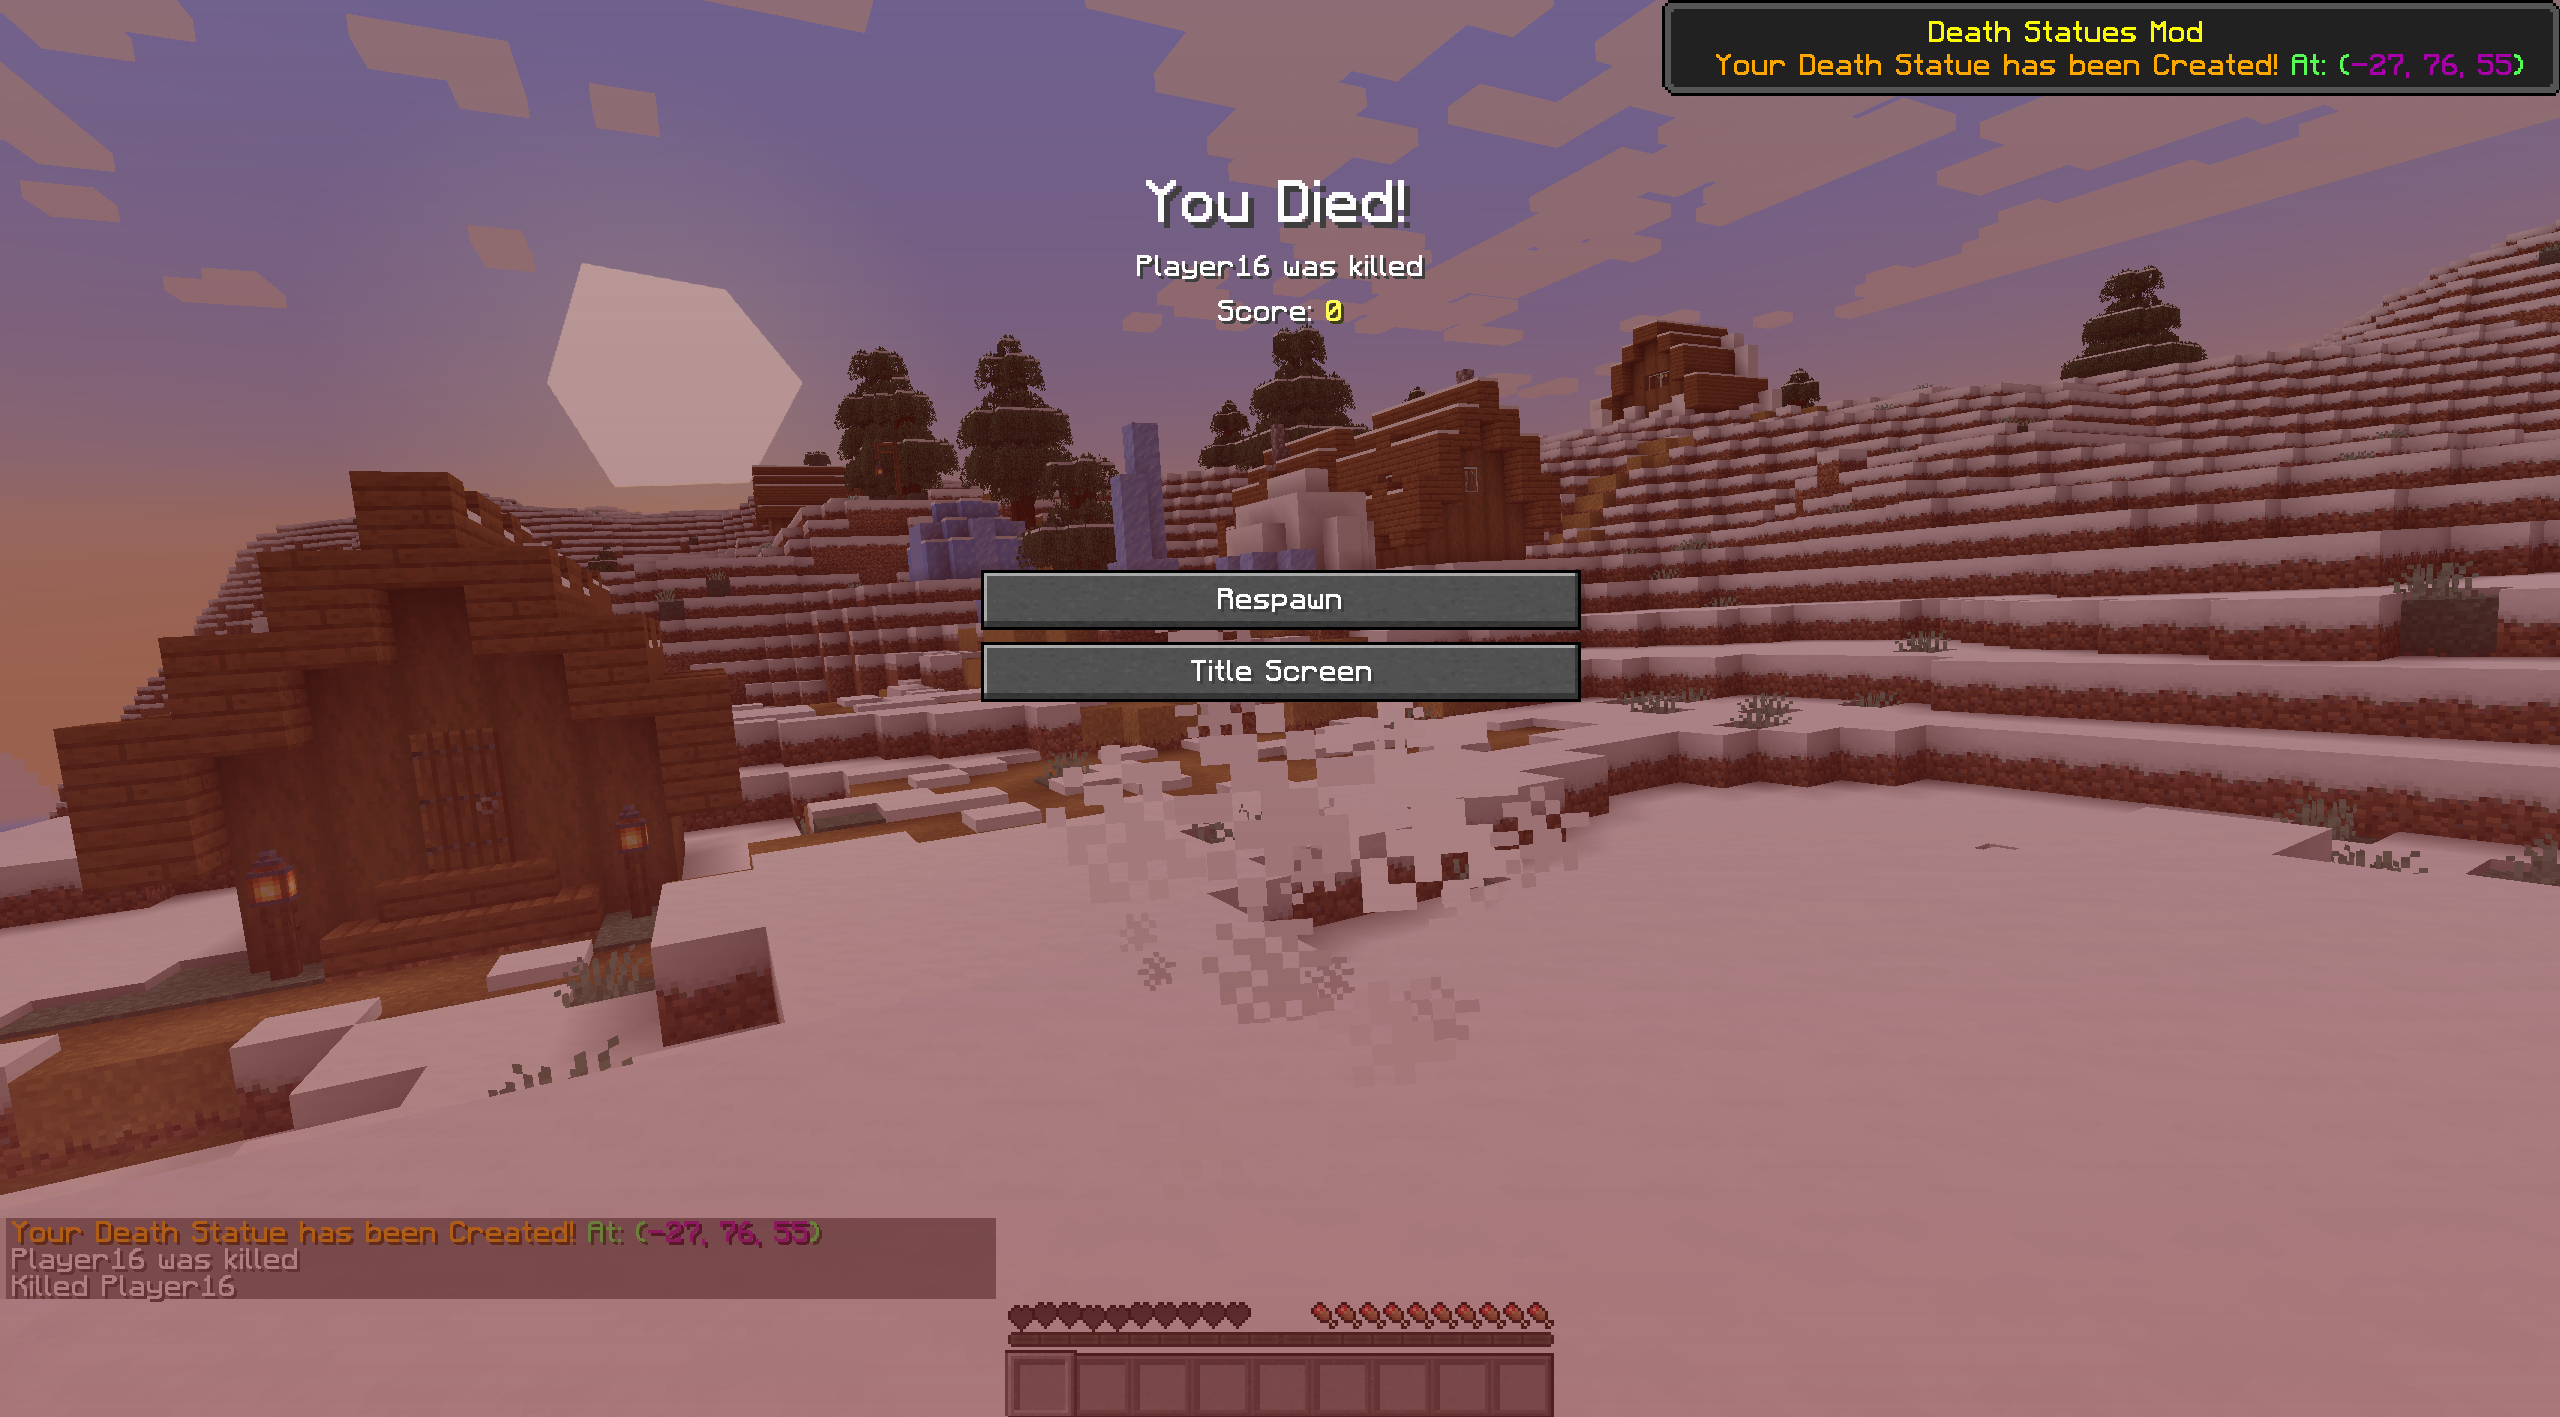 Death Statues Mod
Your Death Statue has been Created! At: (-27, 76, 55)
You Died!
Player16 was killed
Score: 0
Respawn
Title Screen
Your Death Statue has been Created! At: (-27, 76, 55)
Player16 was killed
Killed Player16